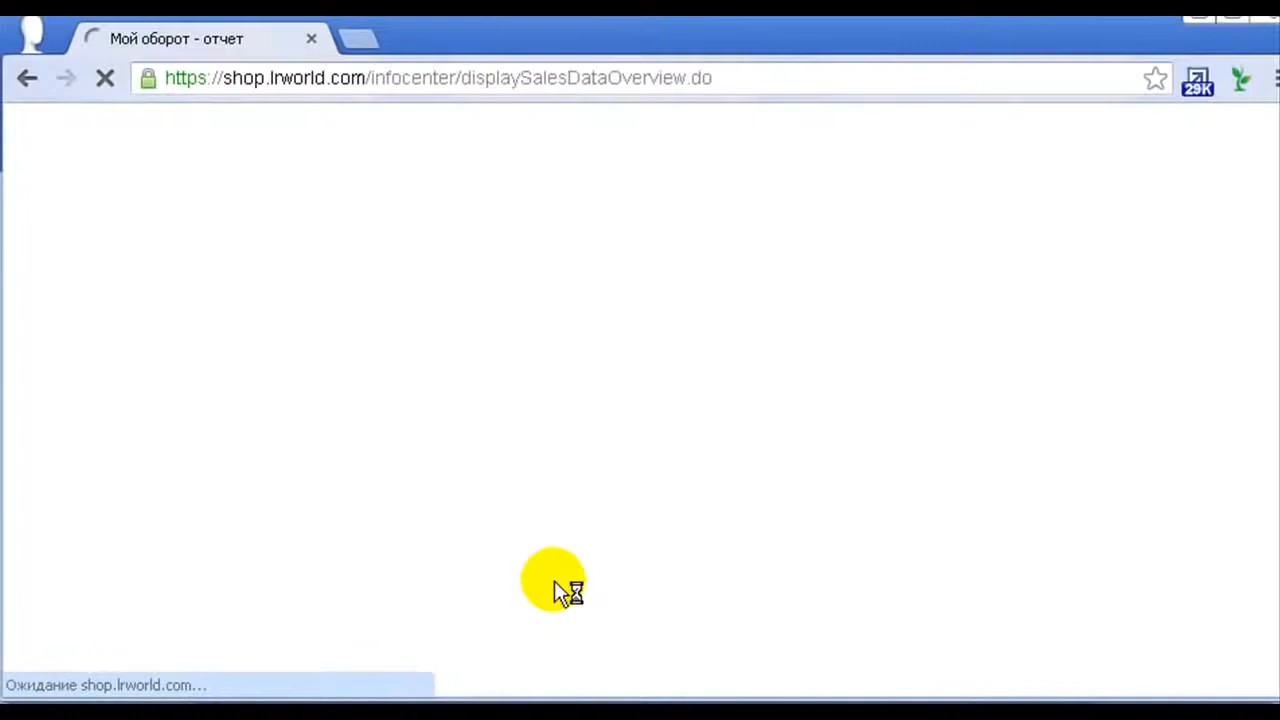 Мой оборот - отчет
https://shop.lrworld.com/infocenter/displaySalesDataOverview.do
29K
Ожидание shop.lrworld.com...